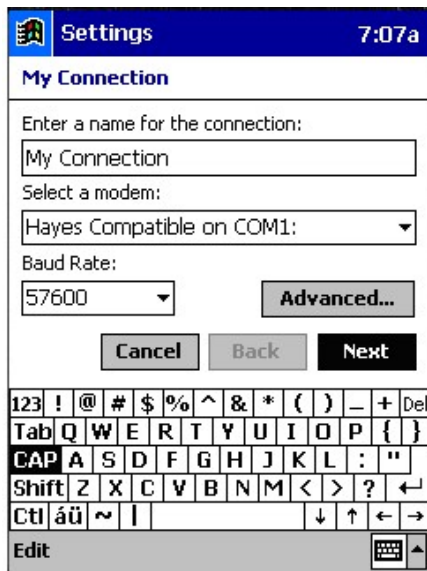 Settings 7:07a
My Connection
Enter a name for the connection:
My Connection
Select a modem:
Hayes Compatible on COM1:
Baud Rate:
57600 Advanced...
Cancel Back Next
123 ! @ # $ % ^ & * ( ) _ + Del
Tab Q W E R T Y U I O P { }
CAP A S D F G H J K L : "
Shift Z X C V B N M < > ? ↵
Ctl áü ~ | ↓ ↑ ← →
Edit